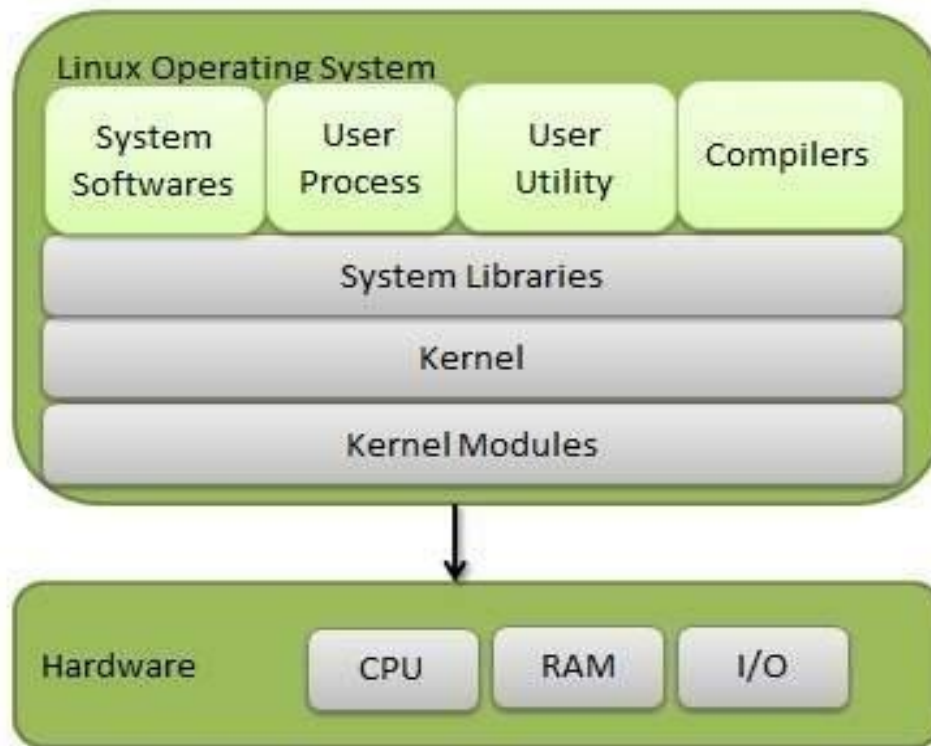 Linux Operating System
System
Softwares
User
Process
User
Utility
Compilers
System Libraries
Kernel
Kernel Modules
Hardware
CPU
RAM
I/O